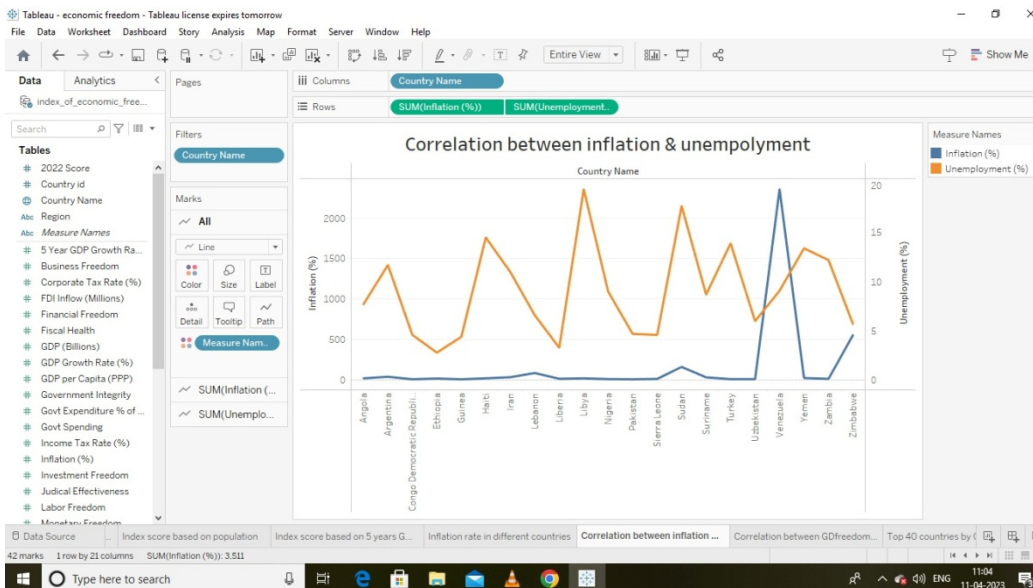 Tableau - economic freedom - Tableau license expires tomorrow
File Data Worksheet Dashboard Story Analysis Map Format Server Window Help
Entire View
Show Me
Data Analytics
index_of_economic_free...
Search
Tables
# 2022 Score
# Country id
Country Name
Abc Region
Abc Measure Names
# 5 Year GDP Growth Ra...
# Business Freedom
# Corporate Tax Rate (%)
# FDI Inflow (Millions)
# Financial Freedom
# Fiscal Health
# GDP (Billions)
# GDP Growth Rate (%)
# GDP per Capita (PPP)
# Government Integrity
# Govt Expenditure % of ...
# Govt Spending
# Income Tax Rate (%)
# Inflation (%)
# Investment Freedom
# Judical Effectiveness
# Labor Freedom
# Monetary Freedom
Pages
Filters
Country Name
Marks
All
Line
Color Size Label
Detail Tooltip Path
Measure Nam..
SUM(Inflation (...
SUM(Unemplo...
Columns Country Name
Rows SUM(Inflation (%)) SUM(Unemployment..
Correlation between inflation & unempolyment
Country Name
Inflation (%)
2000
1500
1000
500
0
Unemployment (%)
20
15
10
5
0
Angola
Argentina
Congo Democratic Republi..
Ethiopia
Guinea
Haiti
Iran
Lebanon
Liberia
Libya
Nigeria
Pakistan
Sierra Leone
Sudan
Suriname
Turkey
Uzbekistan
Venezuela
Yemen
Zambia
Zimbabwe
Measure Names
Inflation (%)
Unemployment (%)
Data Source
Index score based on population
Index score based on 5 years G...
Inflation rate in different countries
Correlation between inflation ...
Correlation between GDfreedom...
Top 40 countries by (
42 marks 1 row by 21 columns SUM(Inflation (%)): 3,511
Type here to search
ENG
11:04
11-04-2023